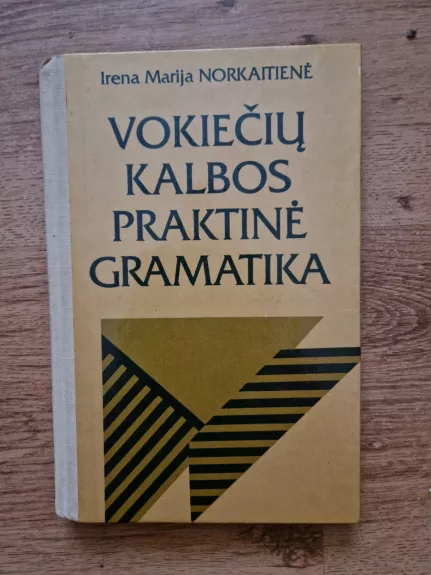 Irena Marija NORKAITIENĖ
VOKIEČIŲ
KALBOS
PRAKTINĖ
GRAMATIKA